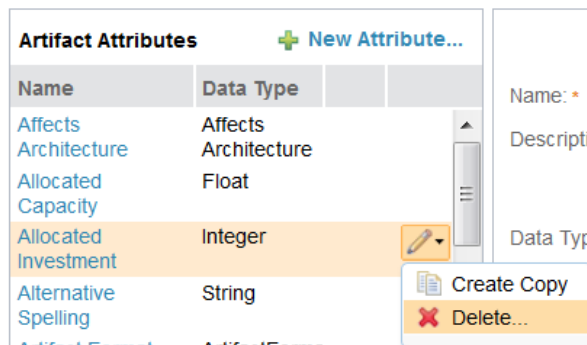 Artifact Attributes
New Attribute...
Name
Data Type
Affects
Architecture
Affects
Architecture
Allocated
Capacity
Float
Allocated
Investment
Integer
Alternative
Spelling
String
Name: *
Descripti
Data Typ
Create Copy
Delete...